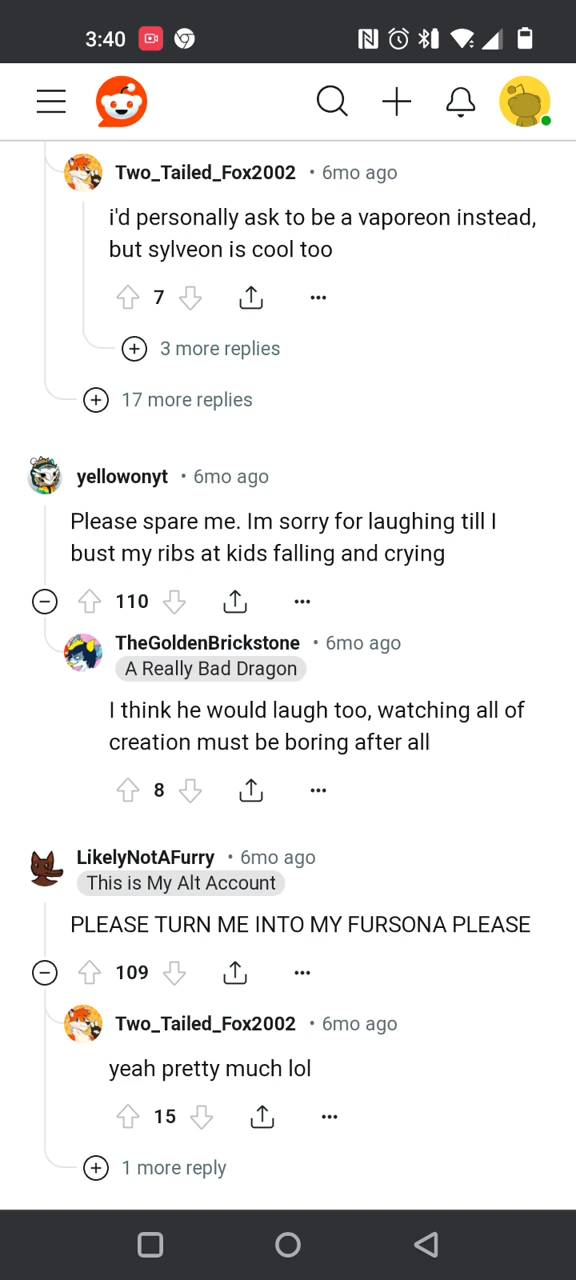 3:40
Two_Tailed_Fox2002 • 6mo ago
i'd personally ask to be a vaporeon instead,
but sylveon is cool too
7
3 more replies
17 more replies
yellowonyt • 6mo ago
Please spare me. Im sorry for laughing till I
bust my ribs at kids falling and crying
110
TheGoldenBrickstone • 6mo ago
A Really Bad Dragon
I think he would laugh too, watching all of
creation must be boring after all
8
LikelyNotAFurry • 6mo ago
This is My Alt Account
PLEASE TURN ME INTO MY FURSONA PLEASE
109
Two_Tailed_Fox2002 • 6mo ago
yeah pretty much lol
15
1 more reply